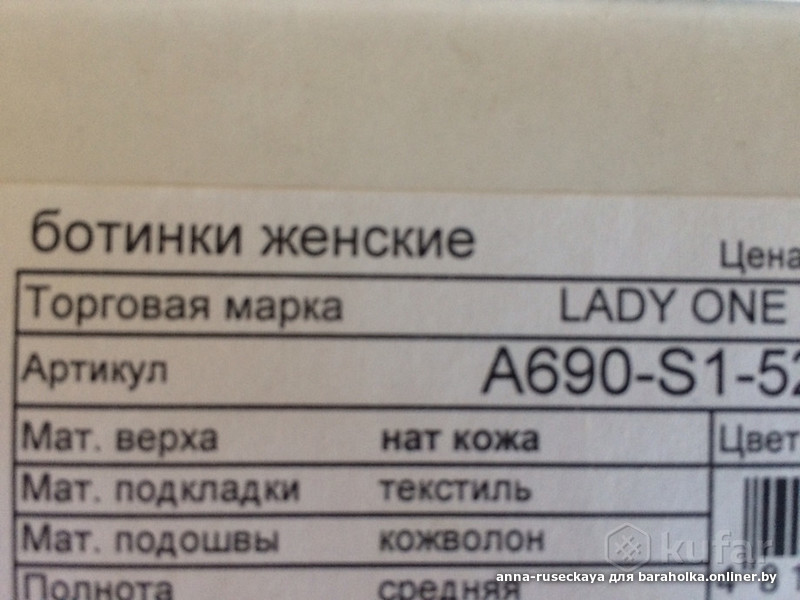 ботинки женские Цена
Торговая марка LADY ONE
Артикул A690-S1-52
Мат. верха нат кожа Цвет
Мат. подкладки текстиль
Мат. подошвы кожволон
Полнота средняя
kufar
anna-ruseckaya для baraholka.onliner.by